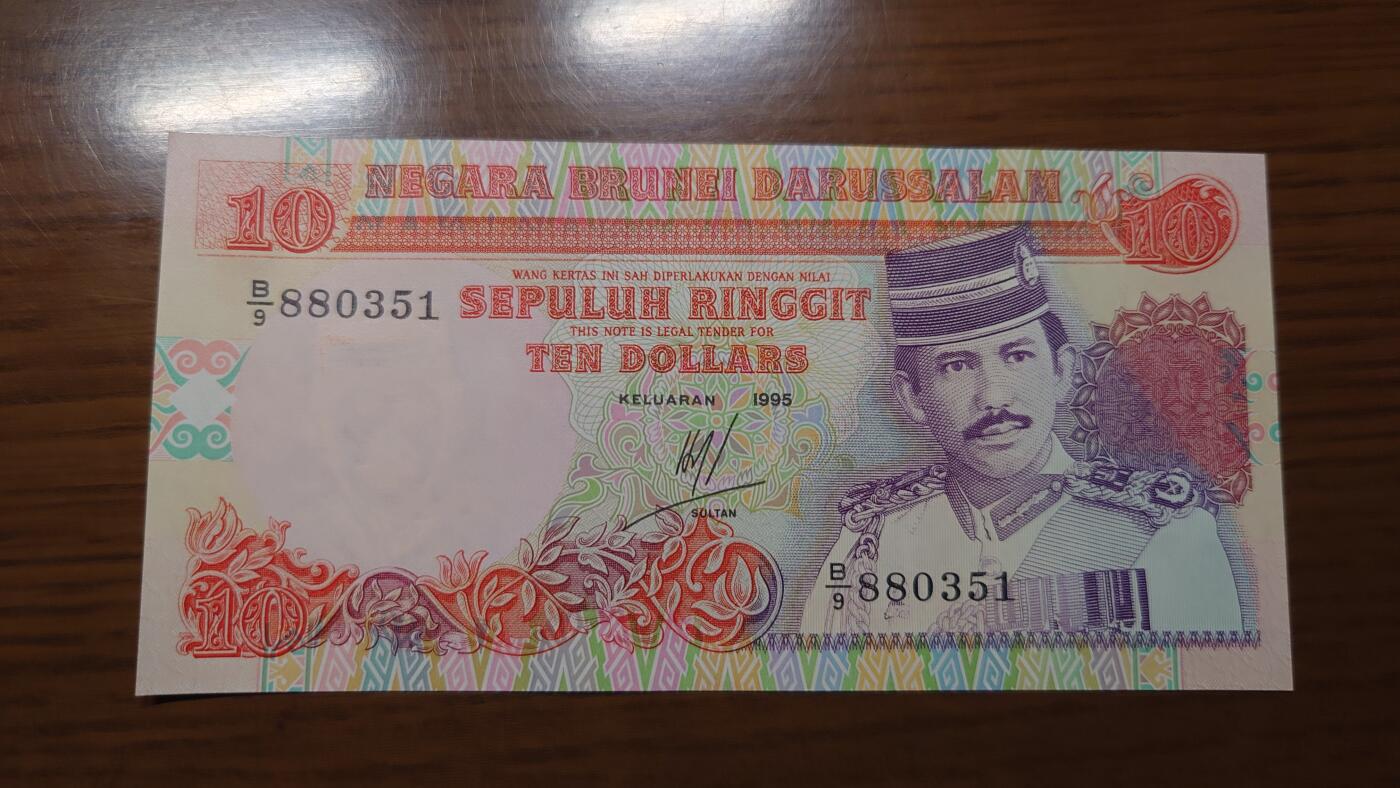 10 NEGARA BRUNEI DARUSSALAM 10
WANG KERTAS INI SAH DIPERLAKUKAN DENGAN NILAI
B/9 880351 SEPULUH RINGGIT
THIS NOTE IS LEGAL TENDER FOR
TEN DOLLARS
KELUARAN 1995
SULTAN
B/9 880351
10